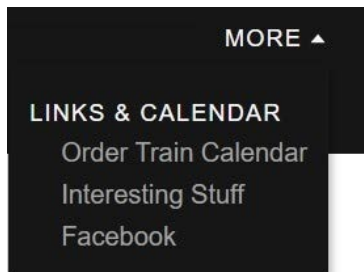 MORE
LINKS & CALENDAR
Order Train Calendar
Interesting Stuff
Facebook